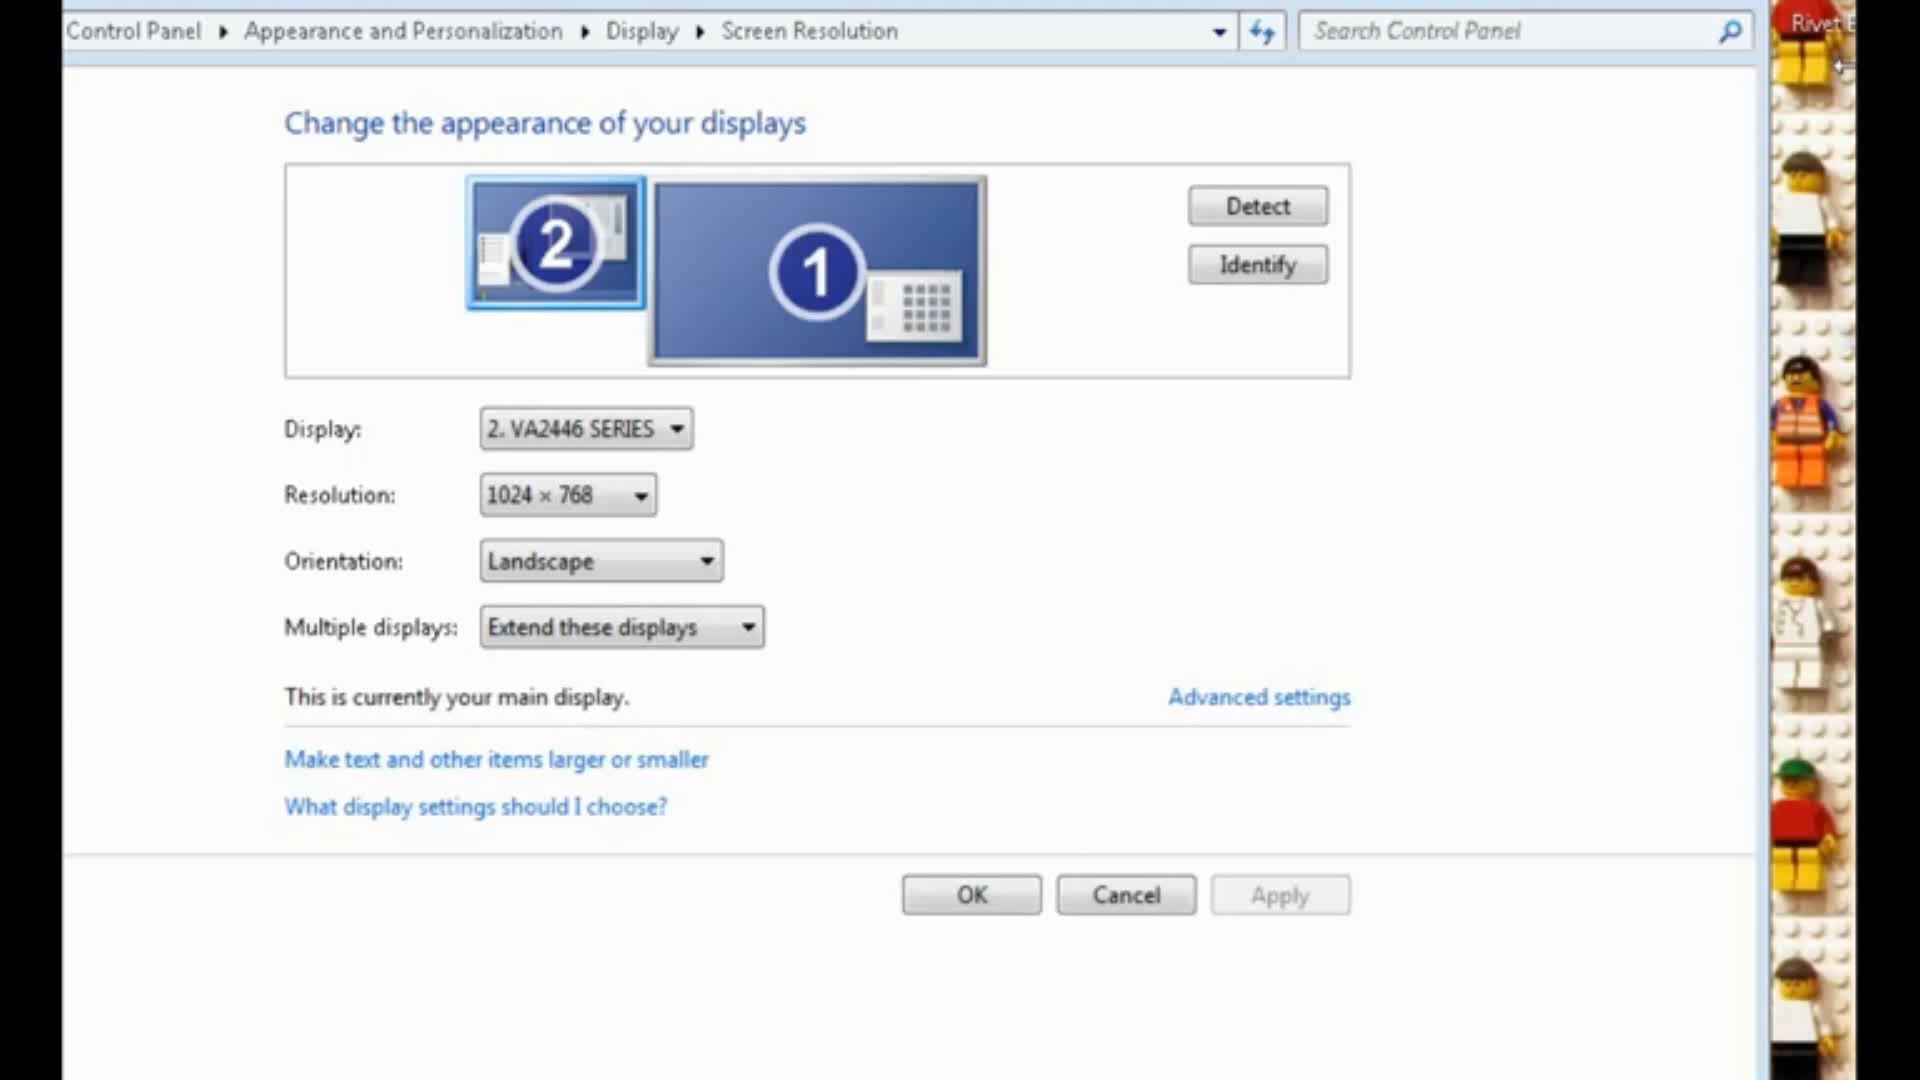 Control Panel ▸ Appearance and Personalization ▸ Display ▸ Screen Resolution
Search Control Panel
Rivet
Change the appearance of your displays
2
1
Detect
Identify
Display: 2. VA2446 SERIES
Resolution: 1024 × 768
Orientation: Landscape
Multiple displays: Extend these displays
This is currently your main display. Advanced settings
Make text and other items larger or smaller
What display settings should I choose?
OK Cancel Apply